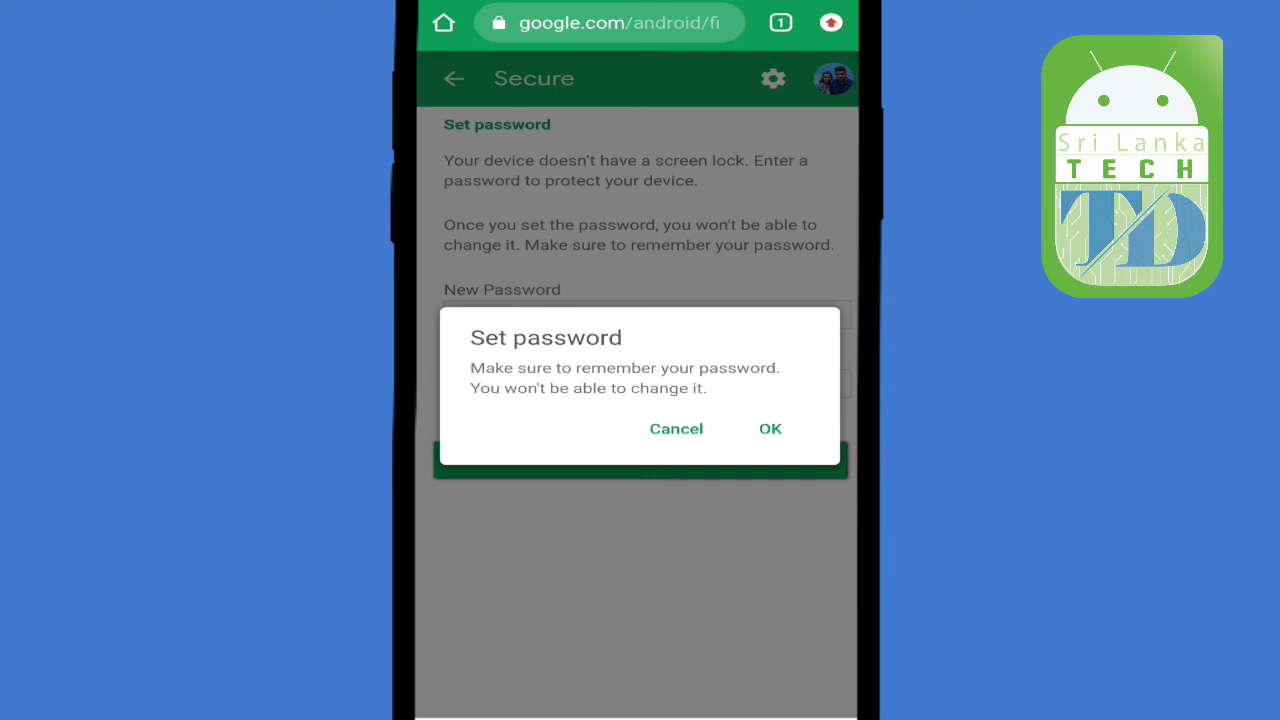 google.com/android/fi
1
Secure
Set password
Your device doesn't have a screen lock. Enter a
password to protect your device.
Once you set the password, you won't be able to
change it. Make sure to remember your password.
New Password
Set password
Make sure to remember your password.
You won't be able to change it.
Cancel
OK
Sri Lanka
TECH
TD